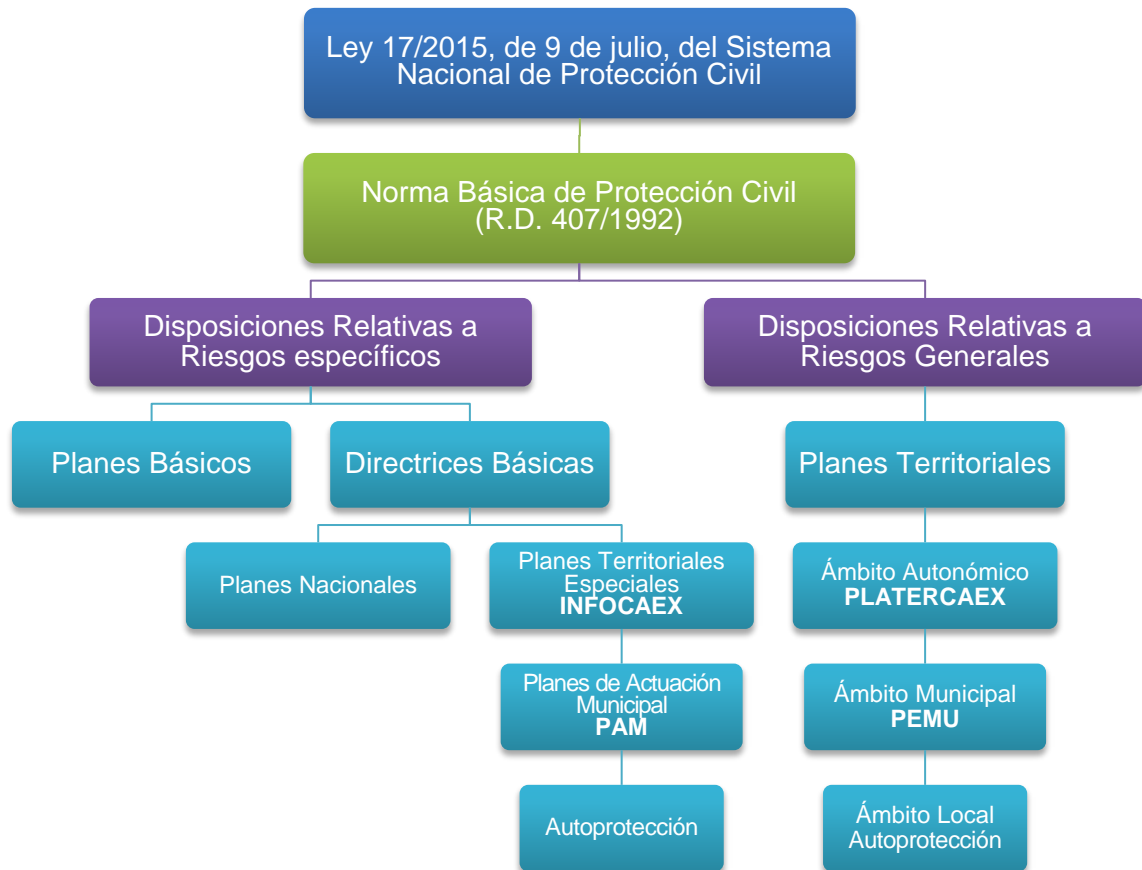 Ley 17/2015, de 9 de julio, del Sistema
Nacional de Protección Civil
Norma Básica de Protección Civil
(R.D. 407/1992)
Disposiciones Relativas a
Riesgos específicos
Disposiciones Relativas a
Riesgos Generales
Planes Básicos
Directrices Básicas
Planes Territoriales
Planes Nacionales
Planes Territoriales
Especiales
INFOCAEX
Ámbito Autonómico
PLATERCAEX
Planes de Actuación
Municipal
PAM
Ámbito Municipal
PEMU
Autoprotección
Ámbito Local
Autoprotección